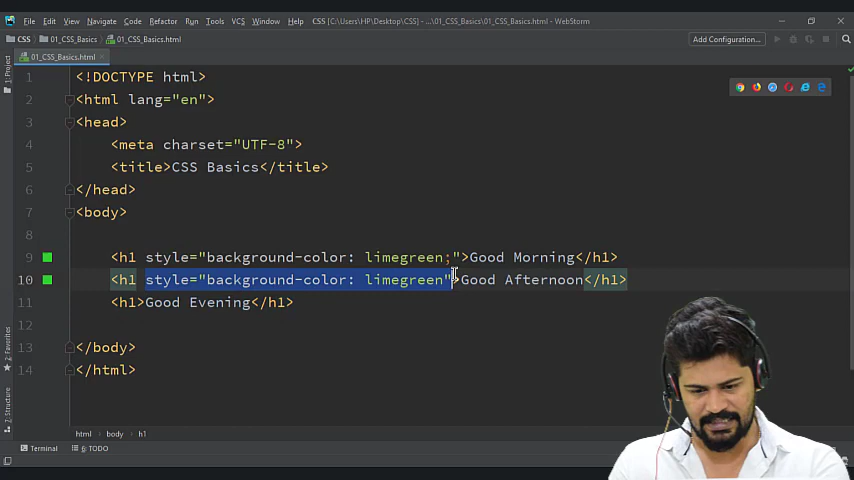 File Edit View Navigate Code Refactor Run Tools VCS Window Help CSS [C:\Users\HP\Desktop\CSS] - ...\01_CSS_Basics\01_CSS_Basics.html - WebStorm
CSS 01_CSS_Basics 01_CSS_Basics.html Add Configuration...
01_CSS_Basics.html
1: Project
1 <!DOCTYPE html>
2 <html lang="en">
3 <head>
4 <meta charset="UTF-8">
5 <title>CSS Basics</title>
6 </head>
7 <body>
8
9 <h1 style="background-color: limegreen;">Good Morning</h1>
10 <h1 style="background-color: limegreen">Good Afternoon</h1>
11 <h1>Good Evening</h1>
12
13 </body>
14 </html>
2: Favorites
Z: Structure
html body h1
Terminal 6: TODO